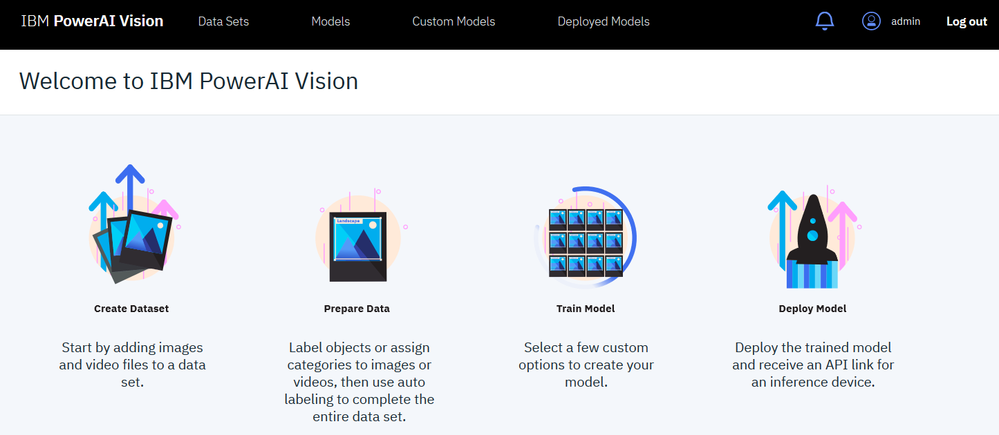 IBM PowerAI Vision
Data Sets
Models
Custom Models
Deployed Models
admin
Log out
Welcome to IBM PowerAI Vision
Landscape
Create Dataset
Start by adding images
and video files to a data
set.
Prepare Data
Label objects or assign
categories to images or
videos, then use auto
labeling to complete the
entire data set.
Train Model
Select a few custom
options to create your
model.
Deploy Model
Deploy the trained model
and receive an API link for
an inference device.